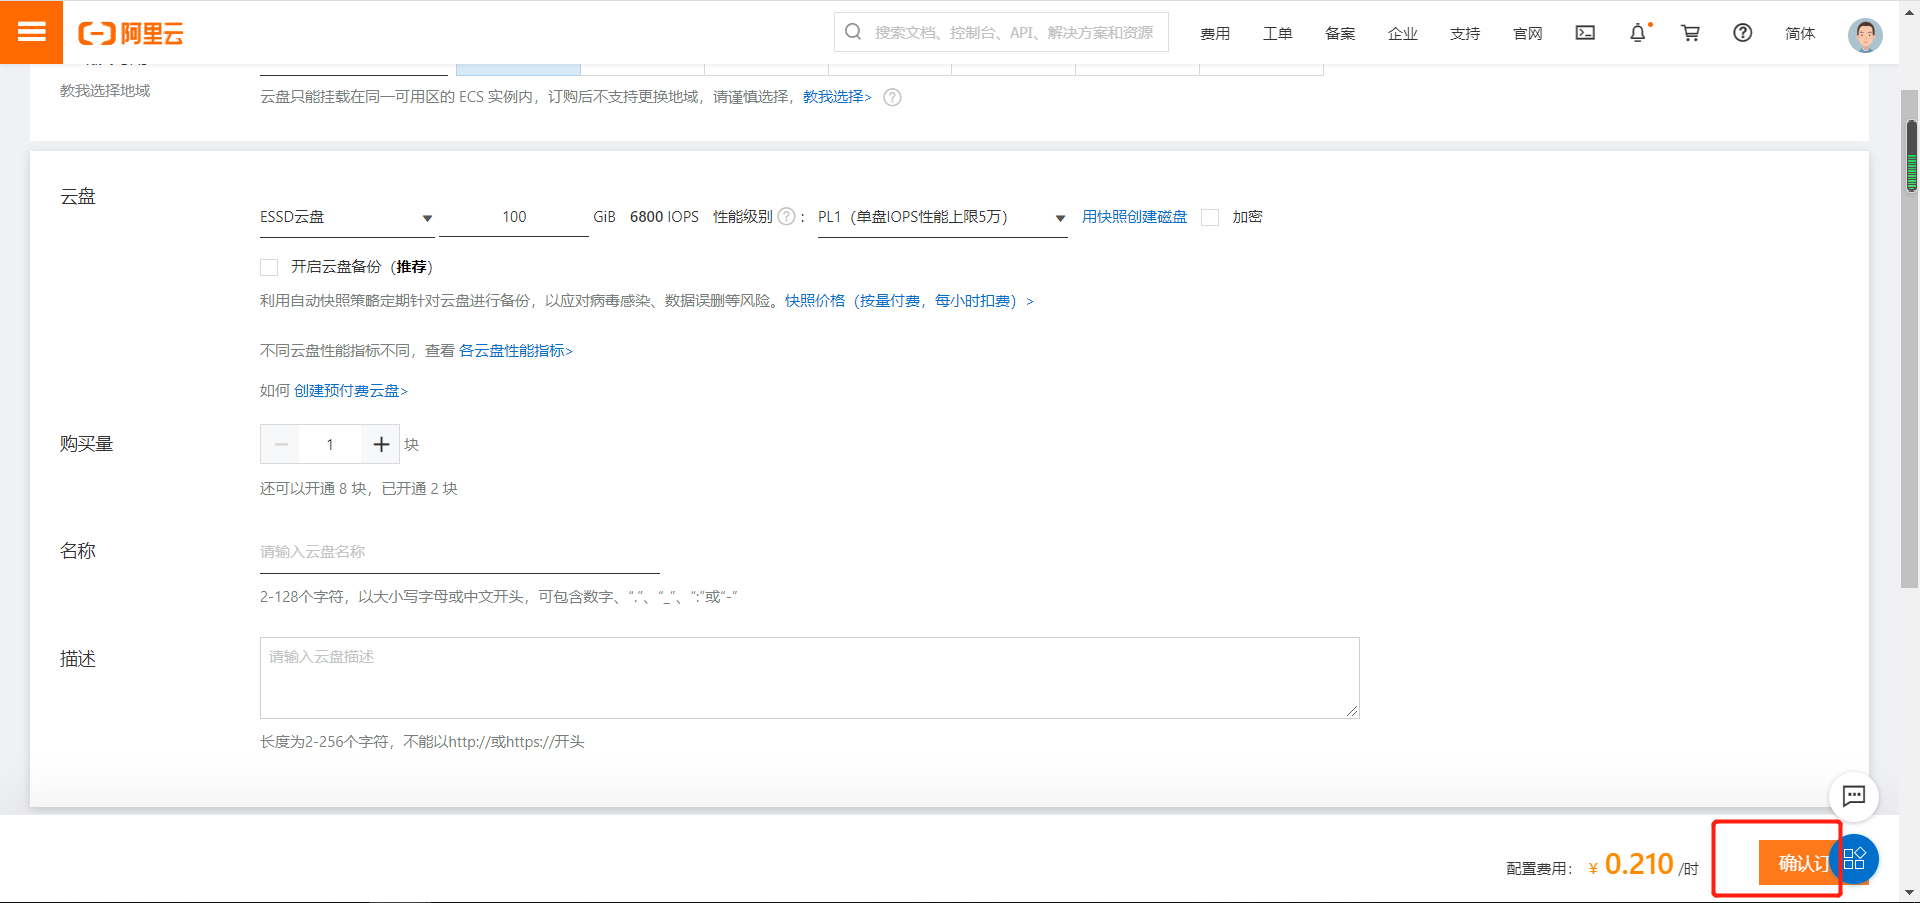 阿里云
搜索文档、控制台、API、解决方案和资源
费用 工单 备案 企业 支持 官网 简体
教我选择地域
云盘只能挂载在同一可用区的 ECS 实例内，订购后不支持更换地域，请谨慎选择，教我选择>
云盘
ESSD云盘 100 GiB 6800 IOPS 性能级别 ： PL1（单盘IOPS性能上限5万） 用快照创建磁盘 加密
开启云盘备份（推荐）
利用自动快照策略定期针对云盘进行备份，以应对病毒感染、数据误删等风险。快照价格（按量付费，每小时扣费）>
不同云盘性能指标不同，查看 各云盘性能指标>
如何 创建预付费云盘>
购买量
1 块
还可以开通 8 块，已开通 2 块
名称
请输入云盘名称
2-128个字符，以大小写字母或中文开头，可包含数字、“.”、“_”、“:”或“-”
描述
请输入云盘描述
长度为2-256个字符，不能以http://或https://开头
配置费用： ¥ 0.210 /时
确认订